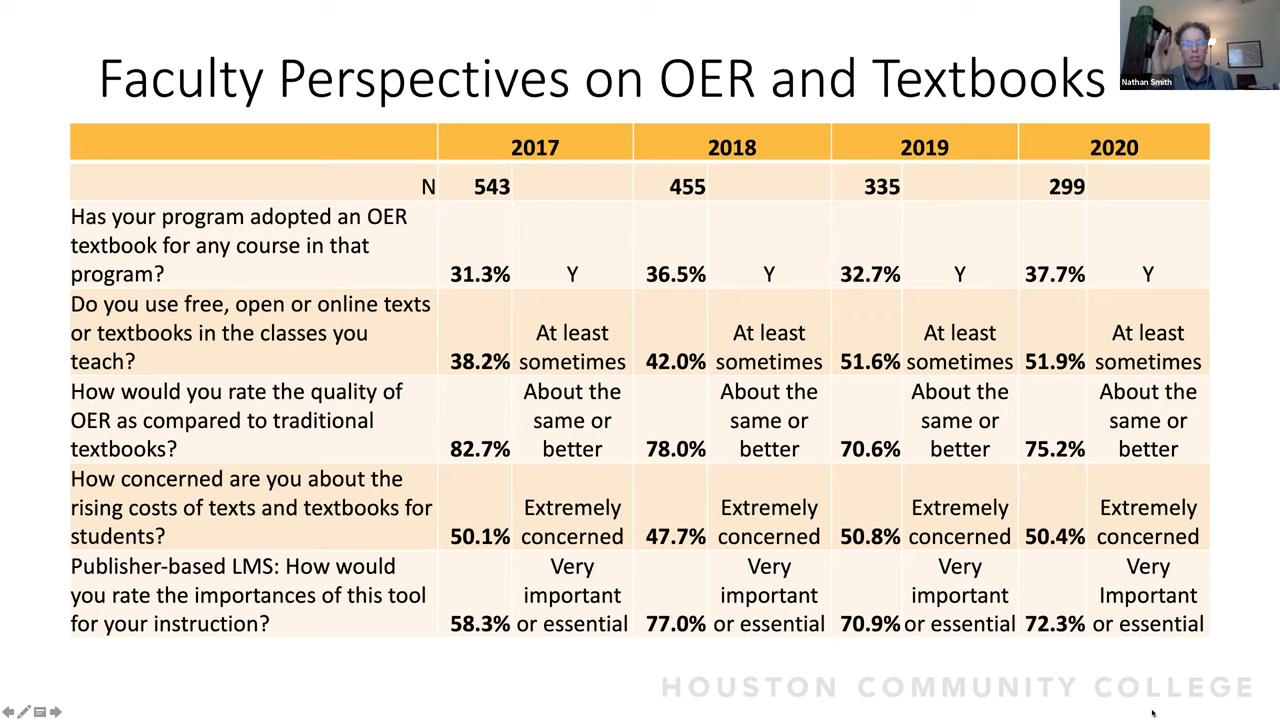 Faculty Perspectives on OER and Textbooks
Nathan Smith
2017 2018 2019 2020
N 543 455 335 299
Has your program adopted an OER
textbook for any course in that
program? 31.3% Y 36.5% Y 32.7% Y 37.7% Y
Do you use free, open or online texts
or textbooks in the classes you At least At least At least At least
teach? 38.2% sometimes 42.0% sometimes 51.6% sometimes 51.9% sometimes
How would you rate the quality of About the About the About the About the
OER as compared to traditional same or same or same or same or
textbooks? 82.7% better 78.0% better 70.6% better 75.2% better
How concerned are you about the
rising costs of texts and textbooks for Extremely Extremely Extremely Extremely
students? 50.1% concerned 47.7% concerned 50.8% concerned 50.4% concerned
Publisher-based LMS: How would Very Very Very Very
you rate the importances of this tool important important important Important
for your instruction? 58.3% or essential 77.0% or essential 70.9% or essential 72.3% or essential
HOUSTON COMMUNITY COLLEGE